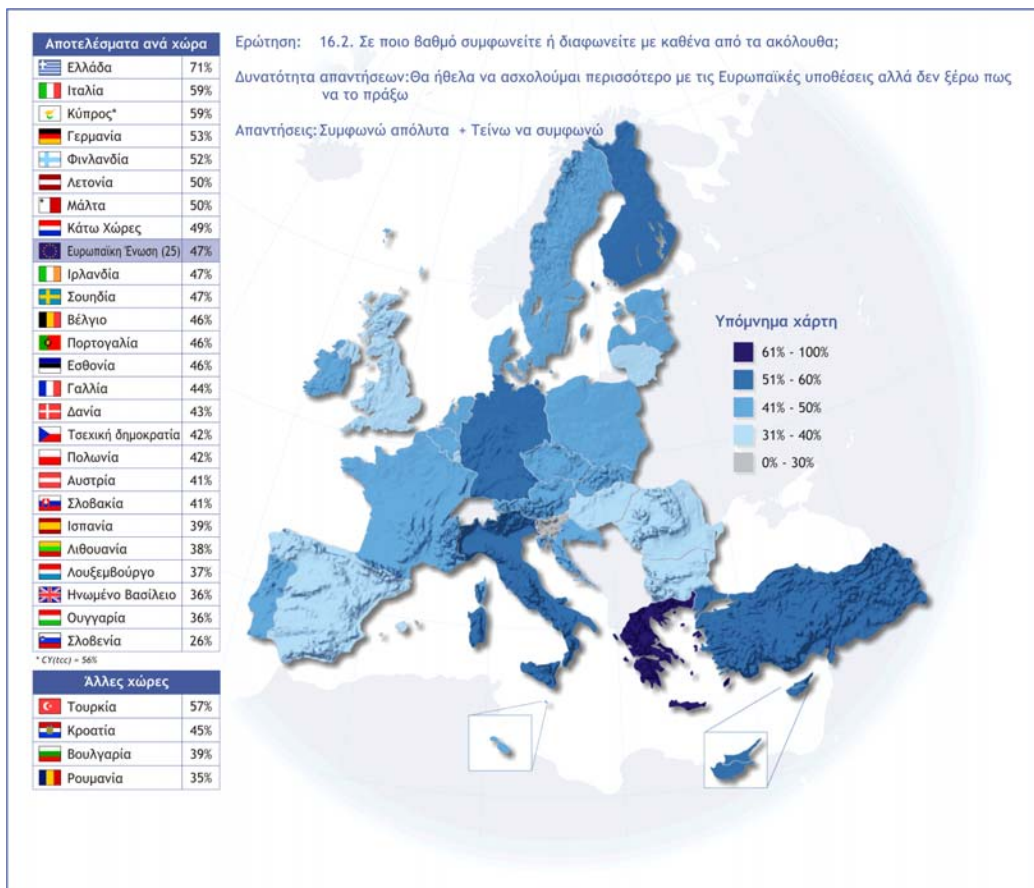 Αποτελέσματα ανά χώρα
Ελλάδα 71%
Ιταλία 59%
Κύπρος* 59%
Γερμανία 53%
Φινλανδία 52%
Λετονία 50%
Μάλτα 50%
Κάτω Χώρες 49%
Ευρωπαϊκη Ένωση (25) 47%
Ιρλανδία 47%
Σουηδία 47%
Βέλγιο 46%
Πορτογαλία 46%
Εσθονία 46%
Γαλλία 44%
Δανία 43%
Τσεχική δημοκρατία 42%
Πολωνία 42%
Αυστρία 41%
Σλοβακία 41%
Ισπανία 39%
Λιθουανία 38%
Λουξεμβούργο 37%
Ηνωμένο Βασίλειο 36%
Ουγγαρία 36%
Σλοβενία 26%
* CY(tcc) = 56%
Άλλες χώρες
Τουρκία 57%
Κροατία 45%
Βουλγαρία 39%
Ρουμανία 35%
Ερώτηση: 16.2. Σε ποιο βαθμό συμφωνείτε ή διαφωνείτε με καθένα από τα ακόλουθα;
Δυνατότητα απαντήσεων: Θα ήθελα να ασχολούμαι περισσότερο με τις Ευρωπαϊκές υποθέσεις αλλά δεν ξέρω πως
να το πράξω
Απαντήσεις: Συμφωνώ απόλυτα + Τείνω να συμφωνώ
Υπόμνημα χάρτη
61% - 100%
51% - 60%
41% - 50%
31% - 40%
0% - 30%